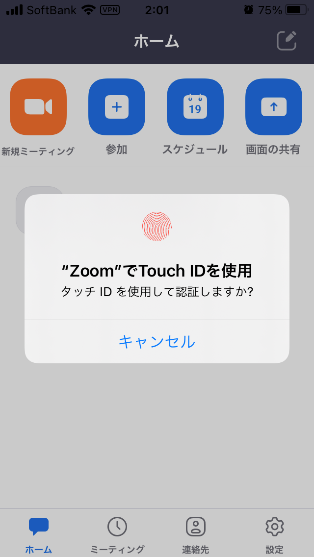 SoftBank VPN 2:01 75%
ホーム
新規ミーティング 参加 スケジュール 画面の共有
19
“Zoom”でTouch IDを使用
タッチ ID を使用して認証しますか?
キャンセル
ホーム ミーティング 連絡先 設定